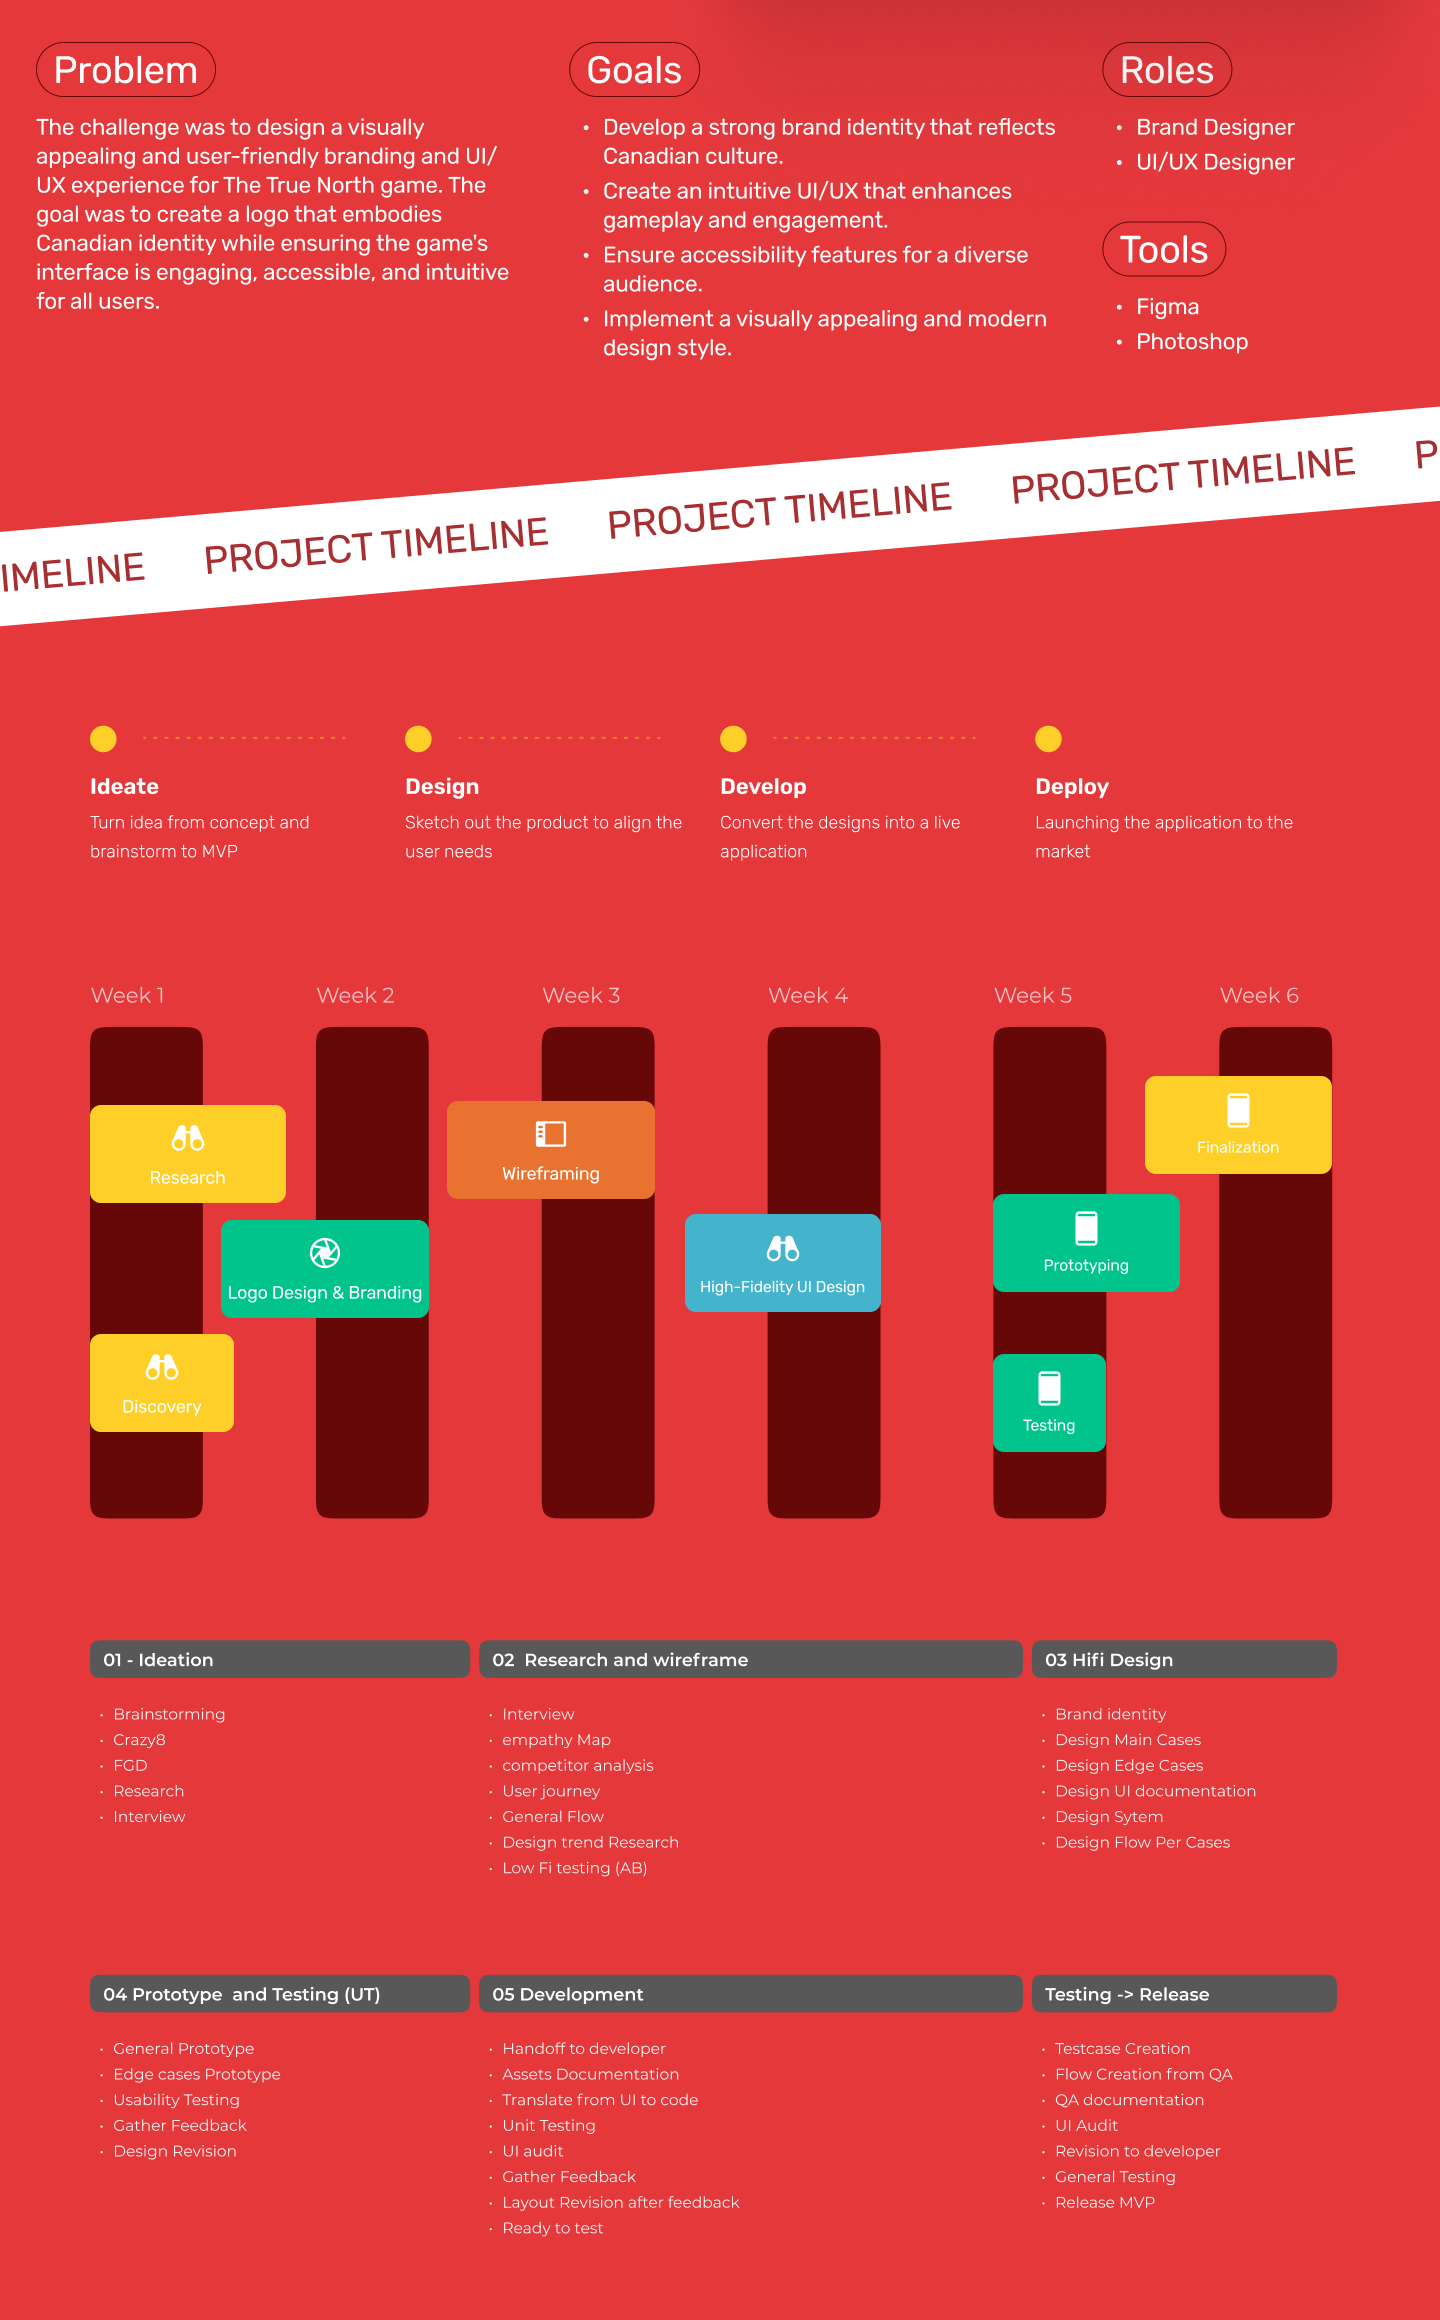 Problem
The challenge was to design a visually
appealing and user-friendly branding and UI/
UX experience for The True North game. The
goal was to create a logo that embodies
Canadian identity while ensuring the game's
interface is engaging, accessible, and intuitive
for all users.
Goals
• Develop a strong brand identity that reflects
Canadian culture.
• Create an intuitive UI/UX that enhances
gameplay and engagement.
• Ensure accessibility features for a diverse
audience.
• Implement a visually appealing and modern
design style.
Roles
• Brand Designer
• UI/UX Designer
Tools
• Figma
• Photoshop
IMELINE PROJECT TIMELINE PROJECT TIMELINE PROJECT TIMELINE P
Ideate
Turn idea from concept and
brainstorm to MVP
Design
Sketch out the product to align the
user needs
Develop
Convert the designs into a live
application
Deploy
Launching the application to the
market
Week 1 Week 2 Week 3 Week 4 Week 5 Week 6
Research
Logo Design & Branding
Discovery
Wireframing
High-Fidelity UI Design
Finalization
Prototyping
Testing
01 - Ideation
• Brainstorming
• Crazy8
• FGD
• Research
• Interview
02 Research and wireframe
• Interview
• empathy Map
• competitor analysis
• User journey
• General Flow
• Design trend Research
• Low Fi testing (AB)
03 Hifi Design
• Brand identity
• Design Main Cases
• Design Edge Cases
• Design UI documentation
• Design Sytem
• Design Flow Per Cases
04 Prototype and Testing (UT)
• General Prototype
• Edge cases Prototype
• Usability Testing
• Gather Feedback
• Design Revision
05 Development
• Handoff to developer
• Assets Documentation
• Translate from UI to code
• Unit Testing
• UI audit
• Gather Feedback
• Layout Revision after feedback
• Ready to test
Testing -> Release
• Testcase Creation
• Flow Creation from QA
• QA documentation
• UI Audit
• Revision to developer
• General Testing
• Release MVP